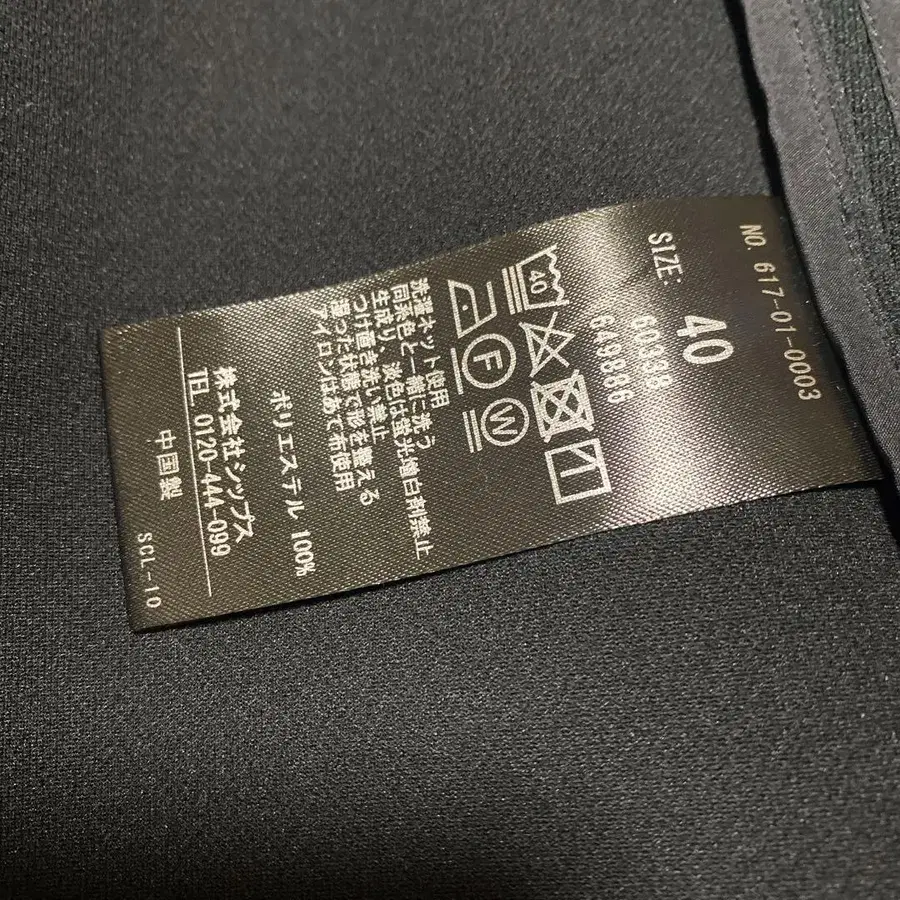 NO. 617-01-0003
SIZE: 40
60338
649886
40
F
W
洗濯ネット使用
同系色と一緒に洗う
生成り、淡色は蛍光増白剤禁止
つけ置き洗い禁止
湿った状態で形を整える
アイロンはあて布使用
ポリエステル 100%
株式会社シップス
TEL 0120-444-099
中国製
SCL-10